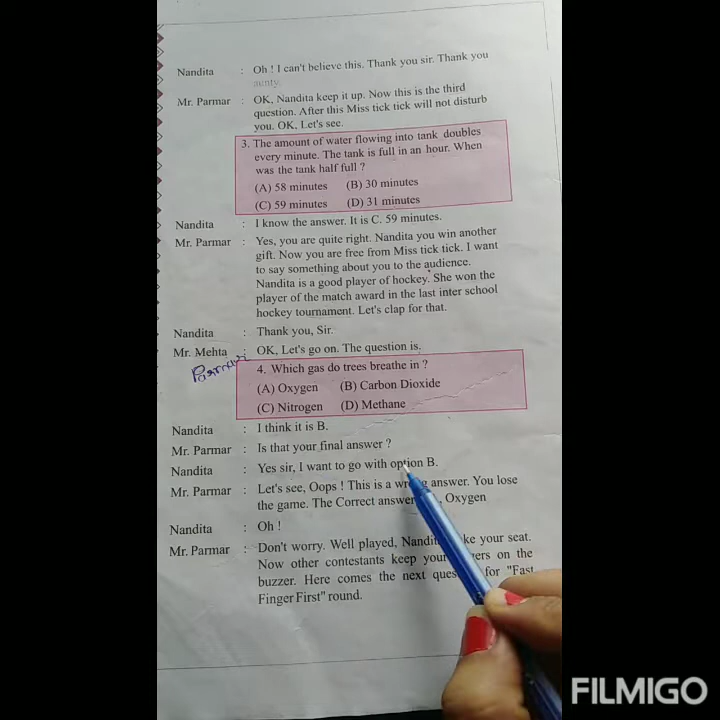 Nandita : Oh ! I can't believe this. Thank you sir. Thank you
aunty.
Mr. Parmar : OK, Nandita keep it up. Now this is the third
question. After this Miss tick tick will not disturb
you. OK, Let's see.
3. The amount of water flowing into tank doubles
every minute. The tank is full in an hour. When
was the tank half full ?
(A) 58 minutes (B) 30 minutes
(C) 59 minutes (D) 31 minutes
Nandita : I know the answer. It is C. 59 minutes.
Mr. Parmar : Yes, you are quite right. Nandita you win another
gift. Now you are free from Miss tick tick. I want
to say something about you to the audience.
Nandita is a good player of hockey. She won the
player of the match award in the last inter school
hockey tournament. Let's clap for that.
Nandita : Thank you, Sir.
Mr. Mehta : OK, Let's go on. The question is.
4. Which gas do trees breathe in ?
(A) Oxygen (B) Carbon Dioxide
(C) Nitrogen (D) Methane
Nandita : I think it is B.
Mr. Parmar : Is that your final answer ?
Nandita : Yes sir, I want to go with option B.
Mr. Parmar : Let's see, Oops ! This is a wrong answer. You lose
the game. The Correct answer Oxygen
Nandita : Oh !
Mr. Parmar : Don't worry. Well played, Nandit ke your seat.
Now other contestants keep your ers on the
buzzer. Here comes the next ques for "Fast
Finger First" round.
FILMIGO